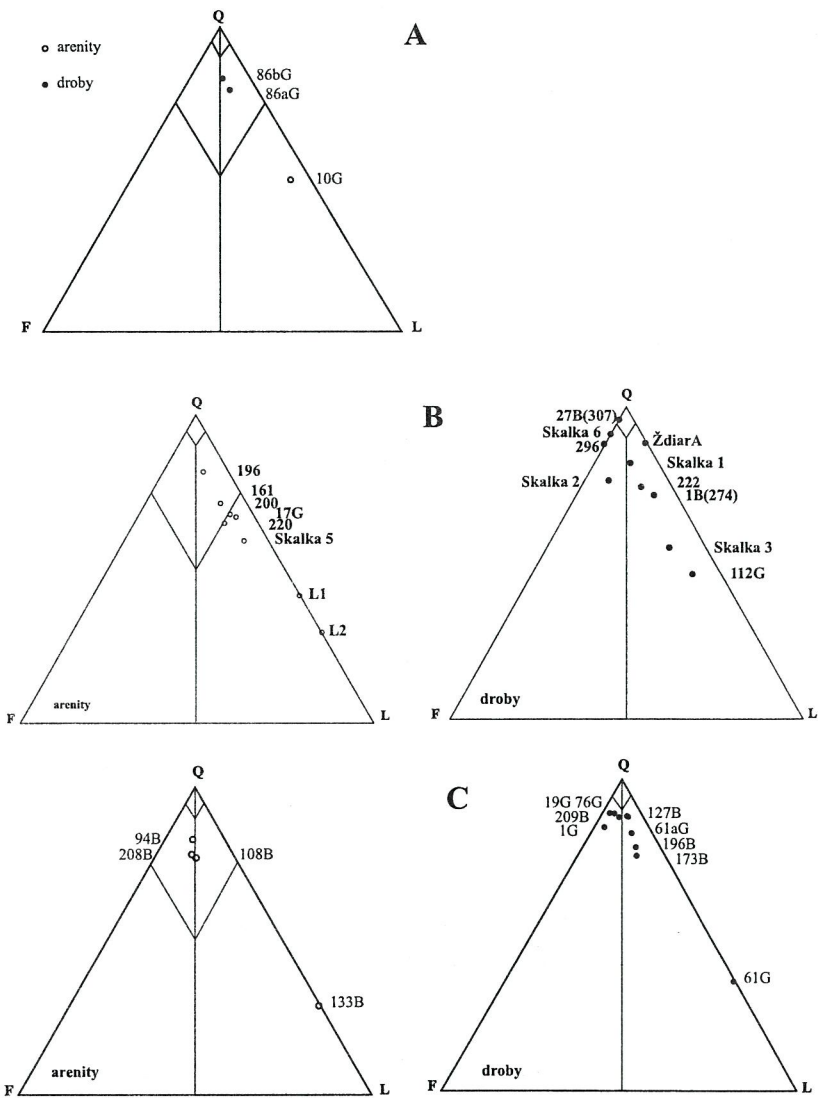 Q
A
arenity
droby
86bG
86aG
10G
F
L
B
Q
196
161
200
17G
220
Skalka 5
L1
L2
arenity
F
L
Q
27B(307)
Skalka 6
ŽdiarA
296
Skalka 1
Skalka 2
222
1B(274)
Skalka 3
112G
droby
F
L
C
Q
94B
208B
108B
133B
arenity
F
L
Q
19G 76G
209B
1G
127B
61aG
196B
173B
61G
droby
F
L